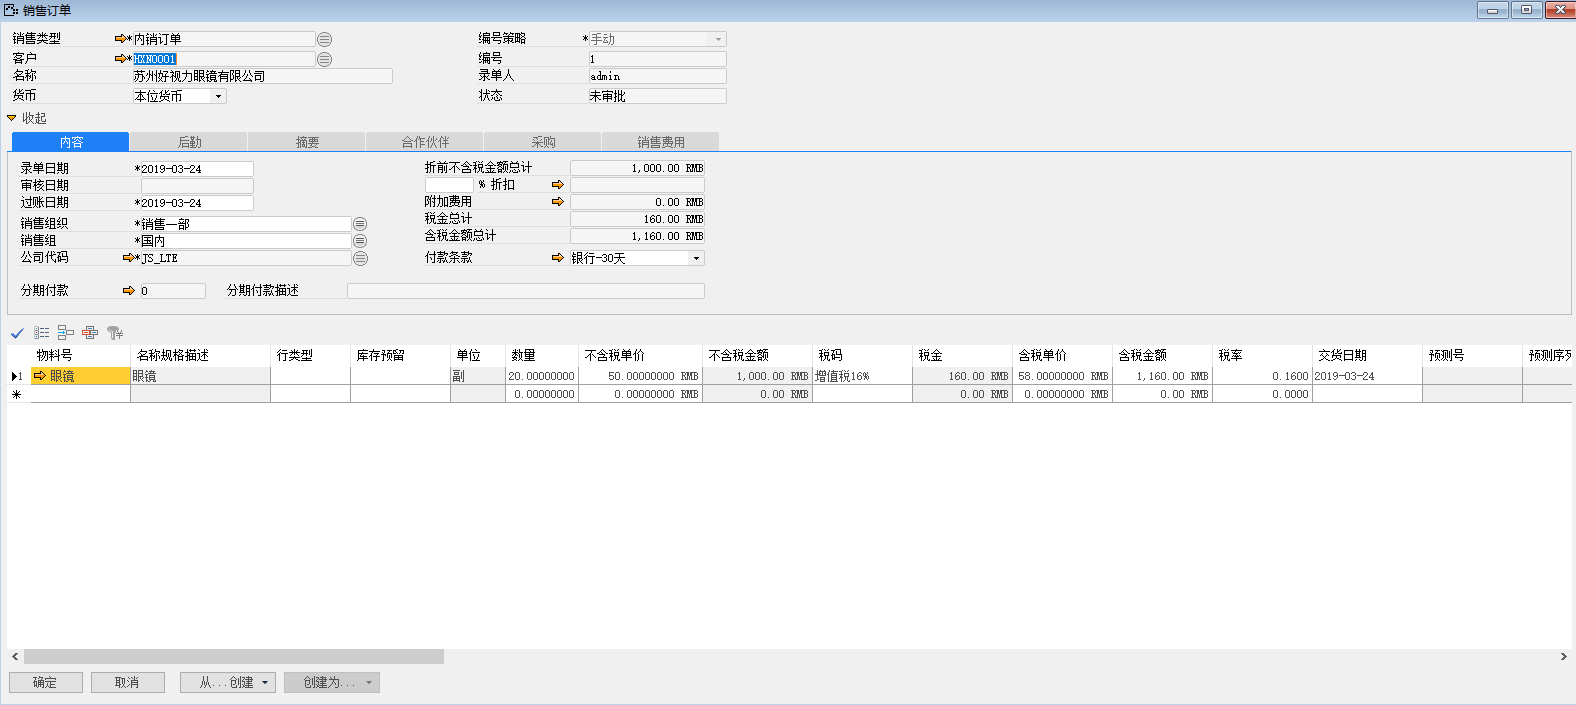 销售订单
销售类型 *内销订单 编号策略 *手动
客户 *HXN0001 编号 1
名称 苏州好视力眼镜有限公司 录单人 admin
货币 本位货币 状态 未审批
收起
内容 后勤 摘要 合作伙伴 采购 销售费用
录单日期 *2019-03-24 折前不含税金额总计 1,000.00 RMB
审核日期 % 折扣
过账日期 *2019-03-24 附加费用 0.00 RMB
税金总计 160.00 RMB
销售组织 *销售一部
含税金额总计 1,160.00 RMB
销售组 *国内
公司代码 *JS_LTE 付款条款 银行-30天
分期付款 0 分期付款描述
物料号 名称规格描述 行类型 库存预留 单位 数量 不含税单价 不含税金额 税码 税金 含税单价 含税金额 税率 交货日期 预测号 预测序列
1 眼镜 眼镜 副 20.00000000 50.00000000 RMB 1,000.00 RMB 增值税16% 160.00 RMB 58.00000000 RMB 1,160.00 RMB 0.1600 2019-03-24
* 0.00000000 0.00000000 RMB 0.00 RMB 0.00 RMB 0.00000000 RMB 0.00 RMB 0.0000
确定 取消 从...创建 创建为...